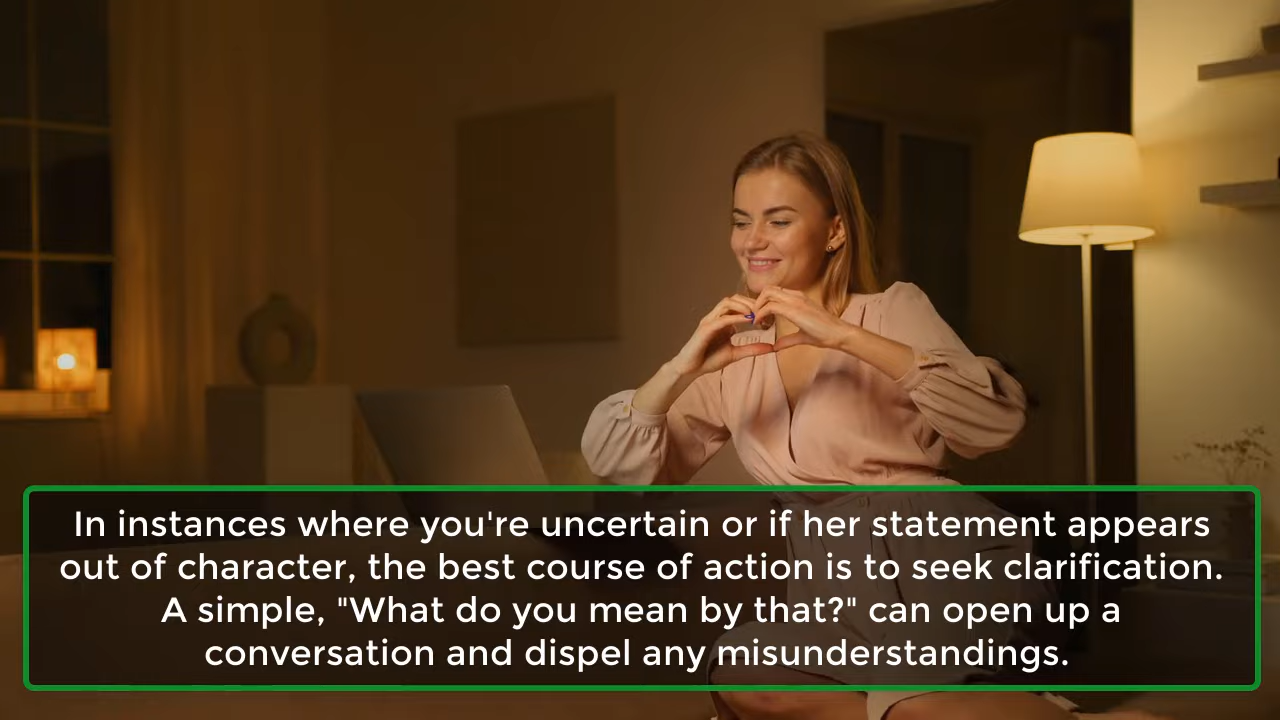 In instances where you're uncertain or if her statement appears
out of character, the best course of action is to seek clarification.
A simple, "What do you mean by that?" can open up a
conversation and dispel any misunderstandings.